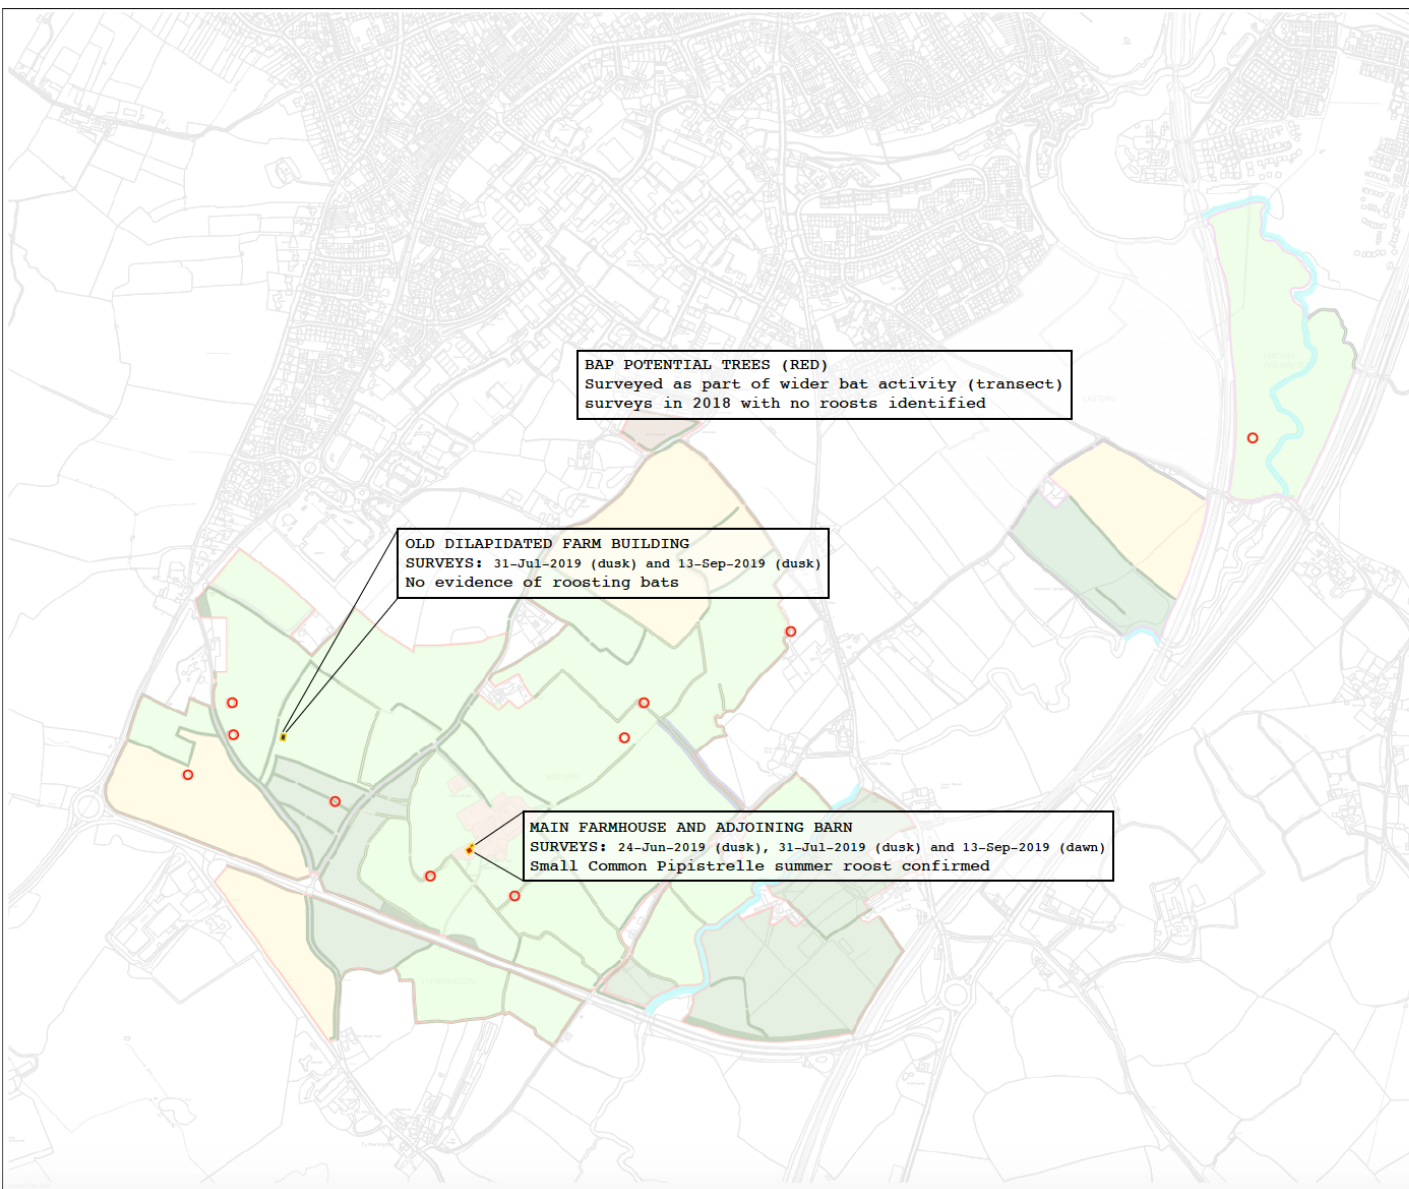 BAP POTENTIAL TREES (RED)
Surveyed as part of wider bat activity (transect)
surveys in 2018 with no roosts identified
OLD DILAPIDATED FARM BUILDING
SURVEYS: 31-Jul-2019 (dusk) and 13-Sep-2019 (dusk)
No evidence of roosting bats
MAIN FARMHOUSE AND ADJOINING BARN
SURVEYS: 24-Jun-2019 (dusk), 31-Jul-2019 (dusk) and 13-Sep-2019 (dawn)
Small Common Pipistrelle summer roost confirmed